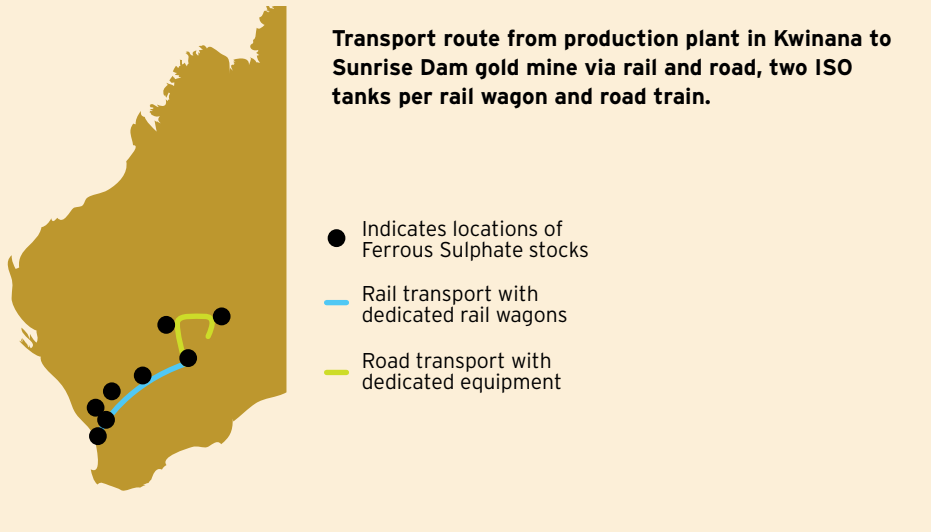 Transport route from production plant in Kwinana to
Sunrise Dam gold mine via rail and road, two ISO
tanks per rail wagon and road train.
Indicates locations of
Ferrous Sulphate stocks
Rail transport with
dedicated rail wagons
Road transport with
dedicated equipment